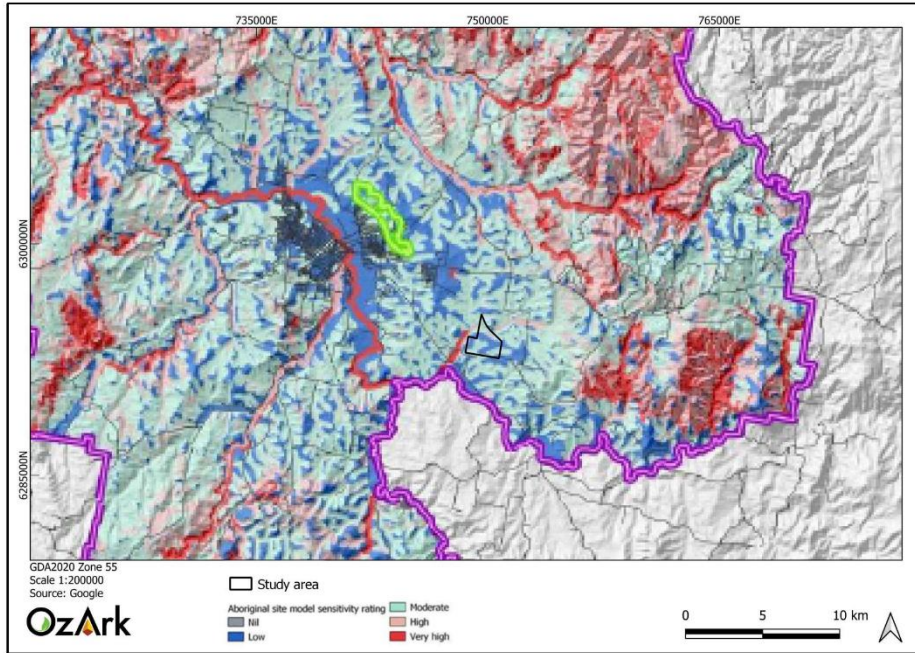 735000E
750000E
765000E
6300000N
6285000N
GDA2020 Zone 55
Scale 1:200000
Source: Google
OzArk
Study area
Aboriginal site model sensitivity rating
Nil
Low
Moderate
High
Very high
0 5 10 km